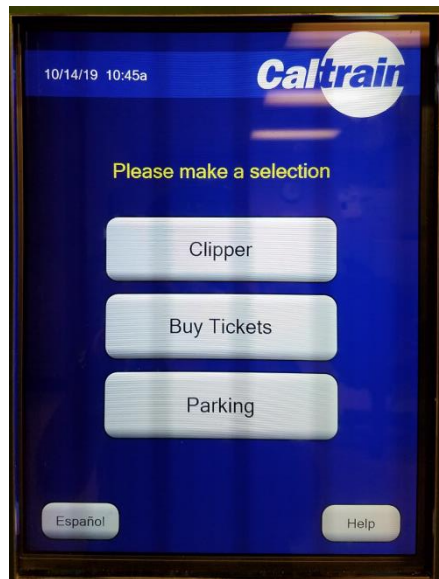 10/14/19 10:45a
Caltrain
Please make a selection
Clipper
Buy Tickets
Parking
Español
Help